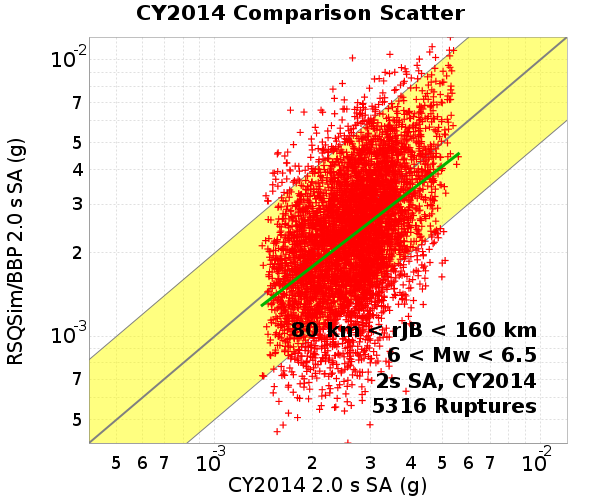 CY2014 Comparison Scatter
10-2
7
5
4
3
2
10-3
7
5
RSQSim/BBP 2.0 s SA (g)
80 km < rJB < 160 km
6 < Mw < 6.5
2s SA, CY2014
5316 Ruptures
5 6 7 10-3 2 3 4 5 6 7 10-2
CY2014 2.0 s SA (g)